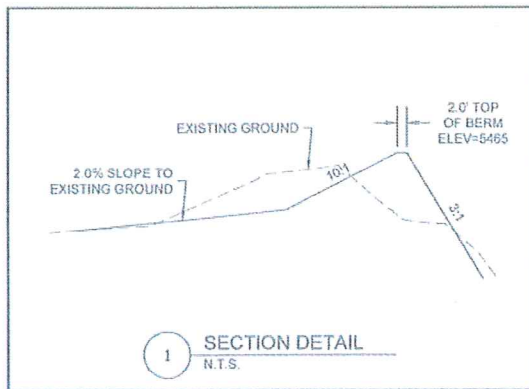 2.0' TOP
OF BERM
ELEV=5465
EXISTING GROUND
2.0% SLOPE TO
EXISTING GROUND
10:1
3:1
1
SECTION DETAIL
N.T.S.